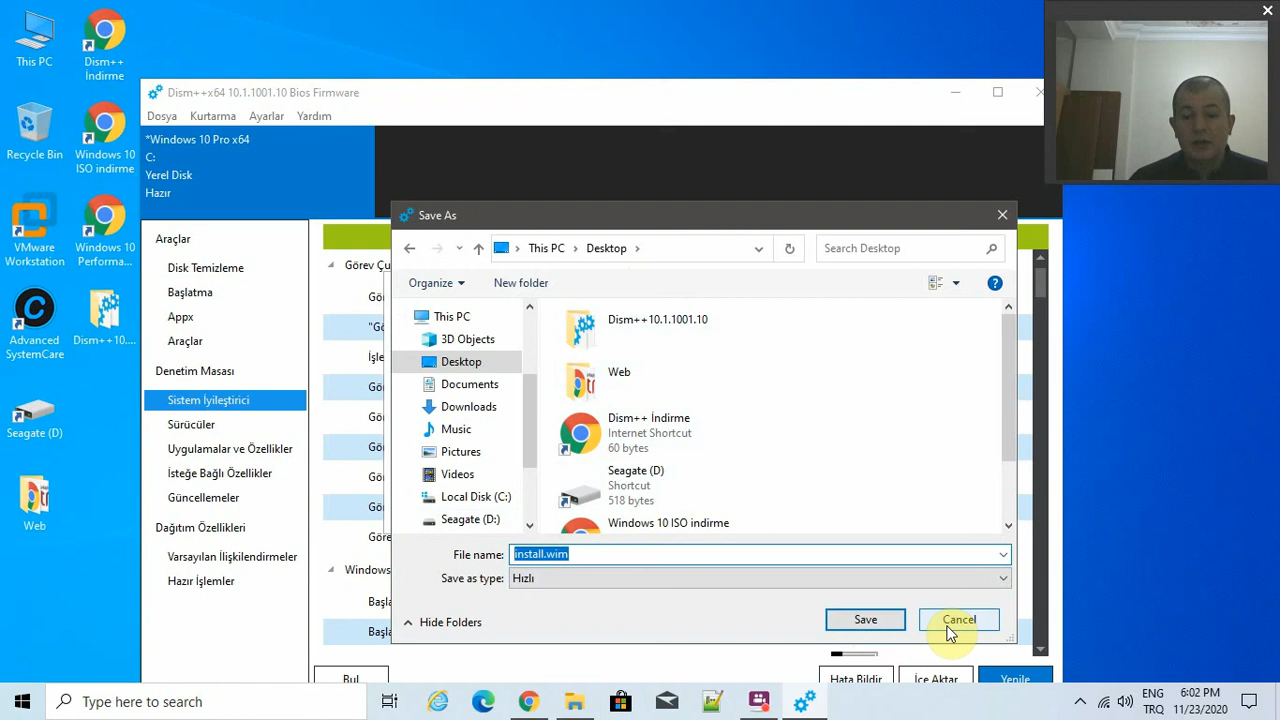 This PC
Dism++
İndirme
Recycle Bin
Windows 10
ISO indirme
VMware
Workstation
Windows 10
Performa...
Advanced
SystemCare
Dism++10....
Seagate (D)
Web
Dism++x64 10.1.1001.10 Bios Firmware
Dosya
Kurtarma
Ayarlar
Yardım
*Windows 10 Pro x64
C:
Yerel Disk
Hazır
Araçlar
Disk Temizleme
Başlatma
Appx
Araçlar
Denetim Masası
Sistem İyileştirici
Sürücüler
Uygulamalar ve Özellikler
İsteğe Bağlı Özellikler
Güncellemeler
Dağıtım Özellikleri
Varsayılan İlişkilendirmeler
Hazır İşlemler
Görev Çu
Gö
"Gö
İşle
Gör
Gör
Gör
Gör
Gör
Göre
Windows
Başla
Başla
Bul
Hata Bildir
İçe Aktar
Yenile
Save As
This PC
Desktop
Search Desktop
Organize
New folder
This PC
3D Objects
Desktop
Documents
Downloads
Music
Pictures
Videos
Local Disk (C:)
Seagate (D:)
Dism++10.1.1001.10
Web
Dism++ İndirme
Internet Shortcut
60 bytes
Seagate (D)
Shortcut
518 bytes
Windows 10 ISO indirme
File name:
install.wim
Save as type:
Hızlı
Hide Folders
Save
Cancel
Type here to search
ENG
TRQ
6:02 PM
11/23/2020